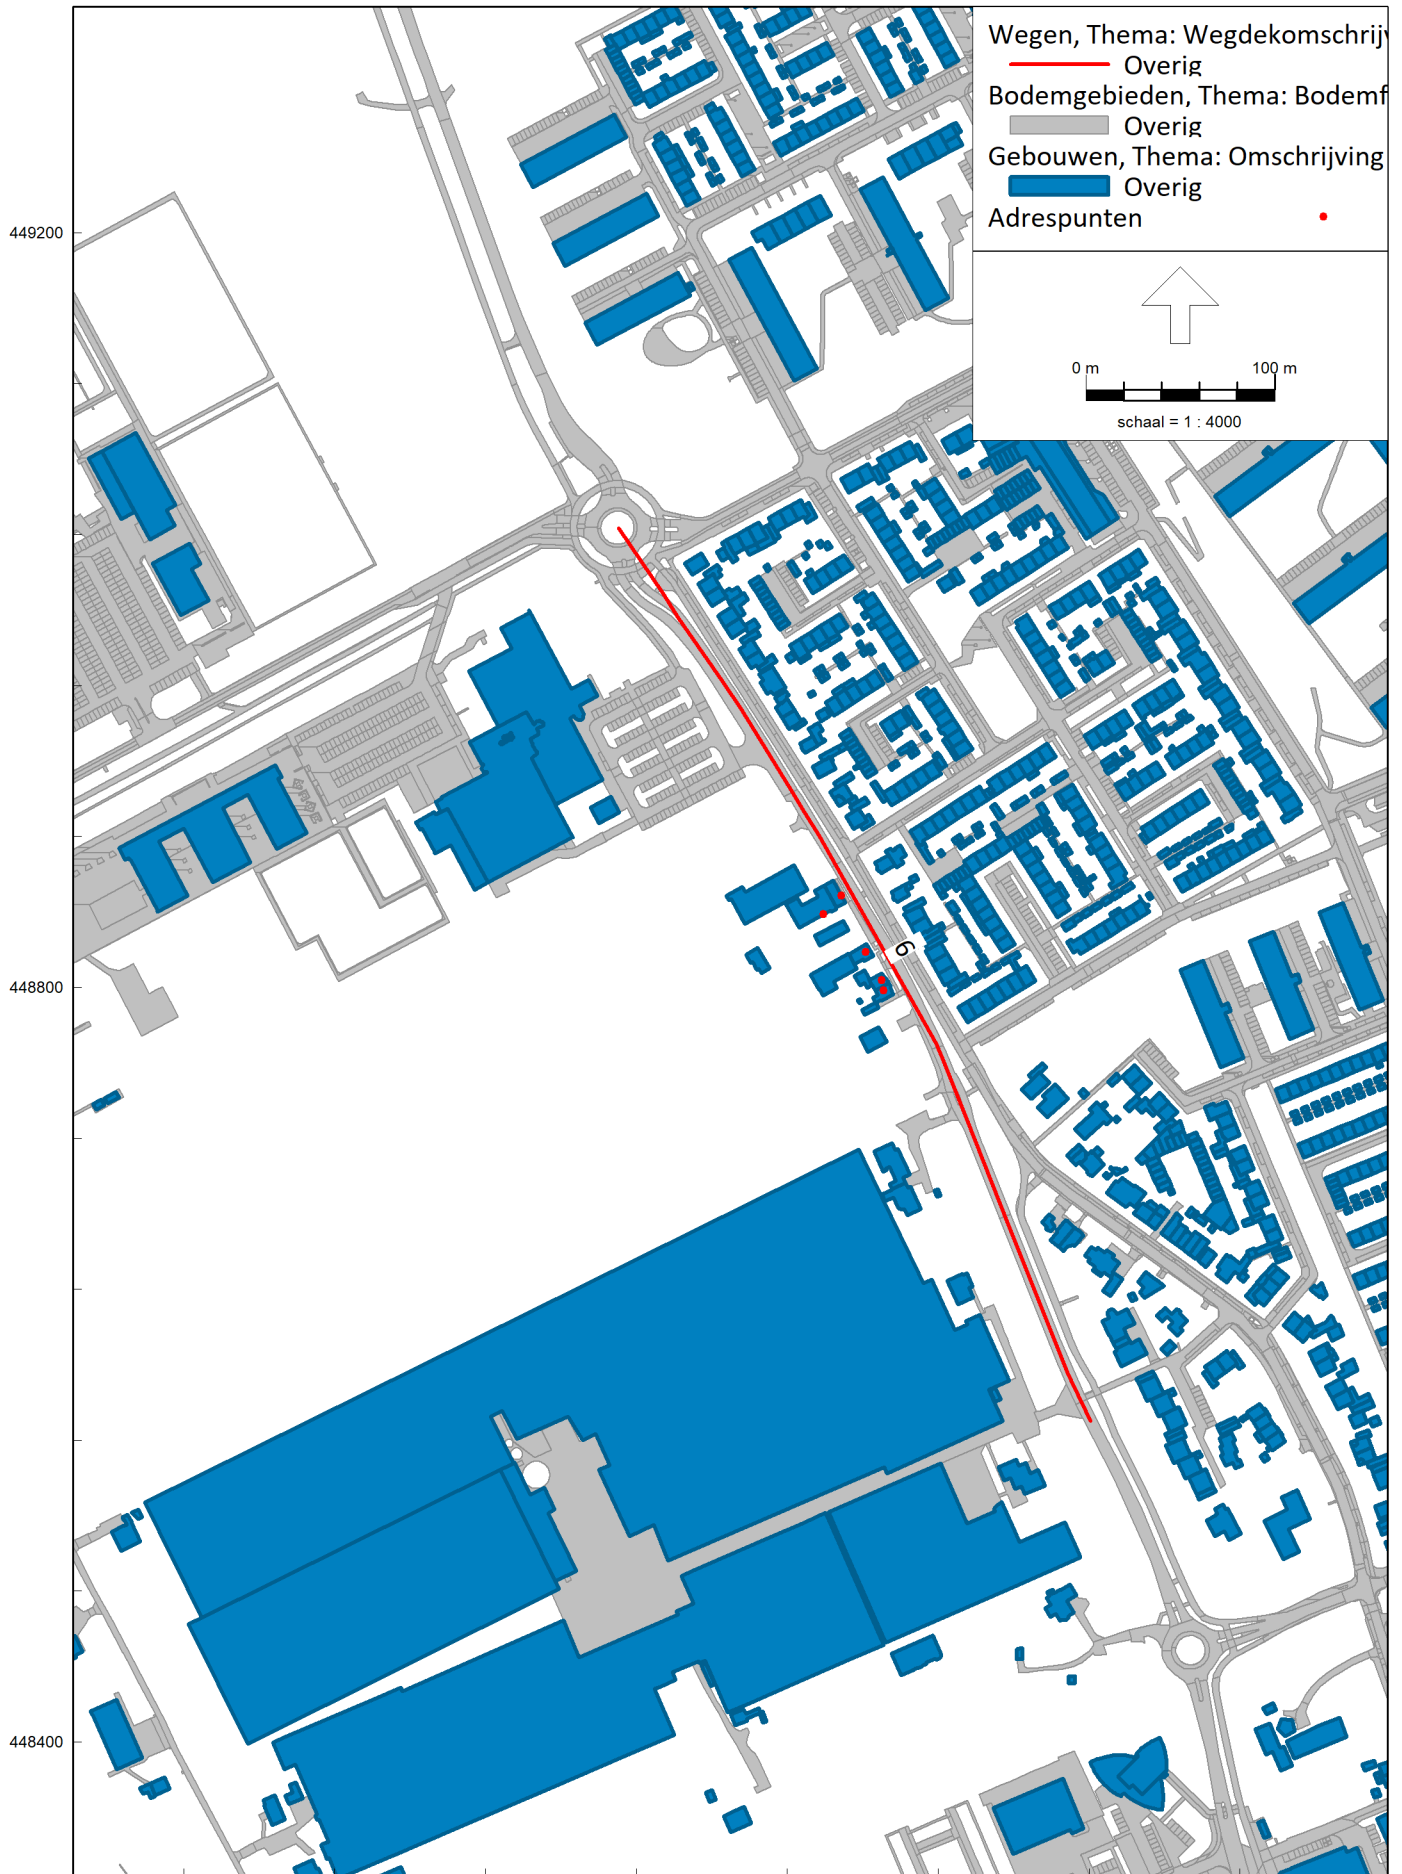 Wegen, Thema: Wegdekomschrij
Overig
Bodemgebieden, Thema: Bodemf
Overig
Gebouwen, Thema: Omschrijving
Overig
Adrespunten
449200
0 m 100 m
schaal = 1 : 4000
6
448800
448400